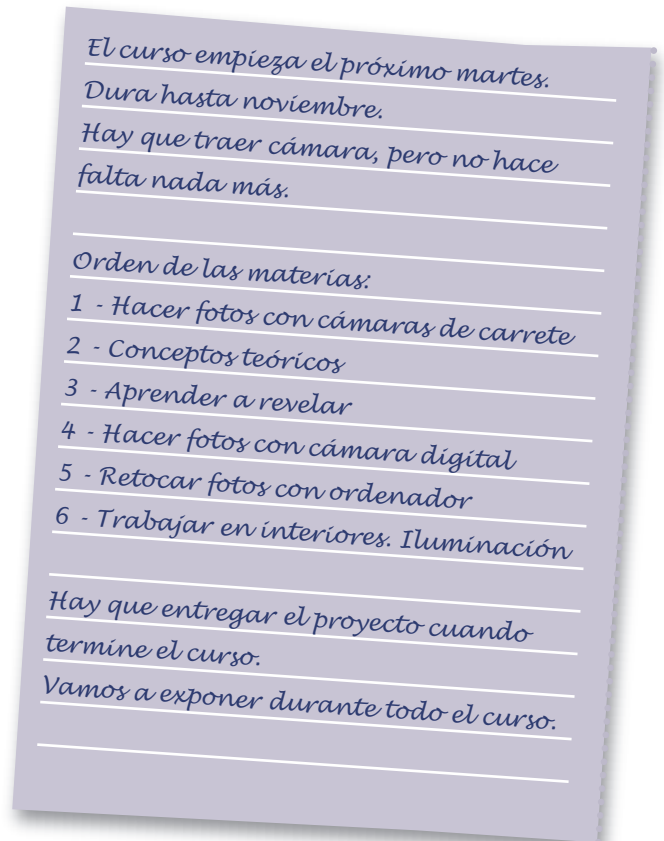 El curso empieza el próximo martes.
Dura hasta noviembre.
Hay que traer cámara, pero no hace
falta nada más.
Orden de las materias:
1 - Hacer fotos con cámaras de carrete
2 - Conceptos teóricos
3 - Aprender a revelar
4 - Hacer fotos con cámara digital
5 - Retocar fotos con ordenador
6 - Trabajar en interiores. Iluminación
Hay que entregar el proyecto cuando
termine el curso.
Vamos a exponer durante todo el curso.